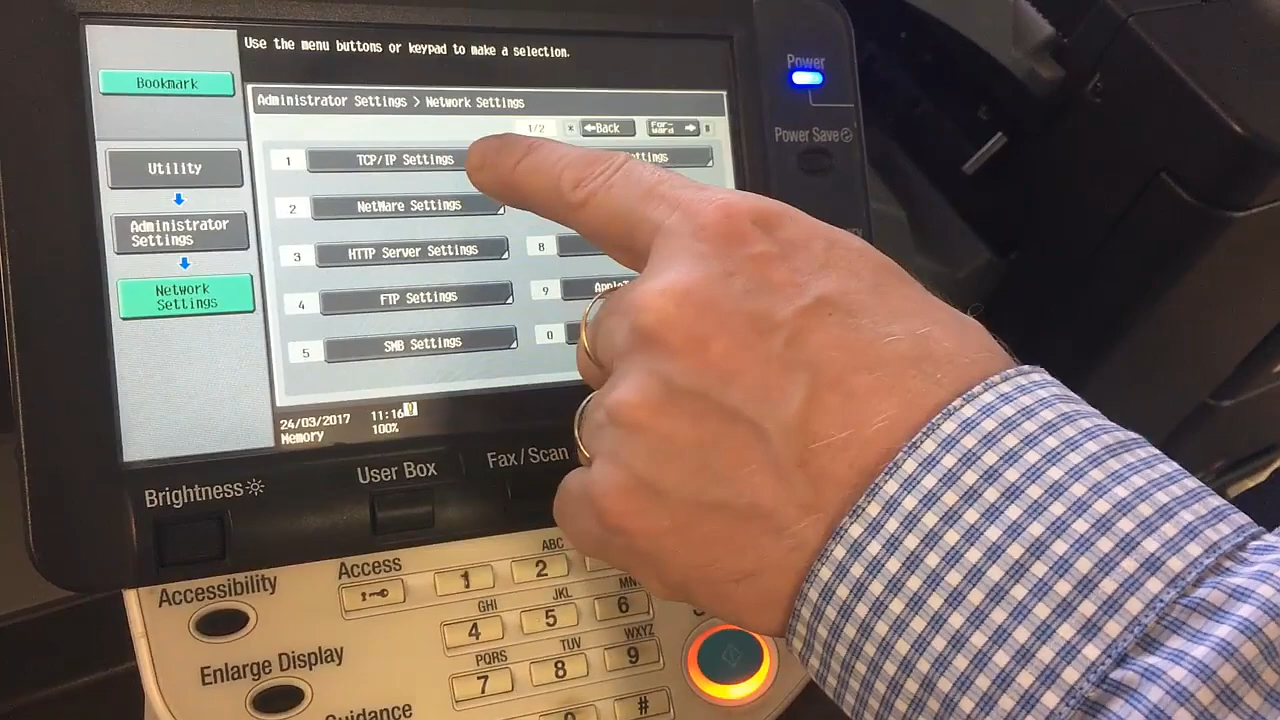 Use the menu buttons or keypad to make a selection.
Bookmark
Administrator Settings > Network Settings
1/2
* Back
For-
ward #
Utility
1 TCP/IP Settings
2 NetWare Settings
Administrator
Settings
3 HTTP Server Settings
8
Network
Settings
4 FTP Settings
9
5 SMB Settings
0
24/03/2017 11:16
Memory 100%
Power
Power Save
Brightness
User Box
Fax/Scan
Accessibility
Access
ABC
1 2
GHI JKL
4 5 6
Enlarge Display
PQRS TUV WXYZ
7 8 9
Guidance
#